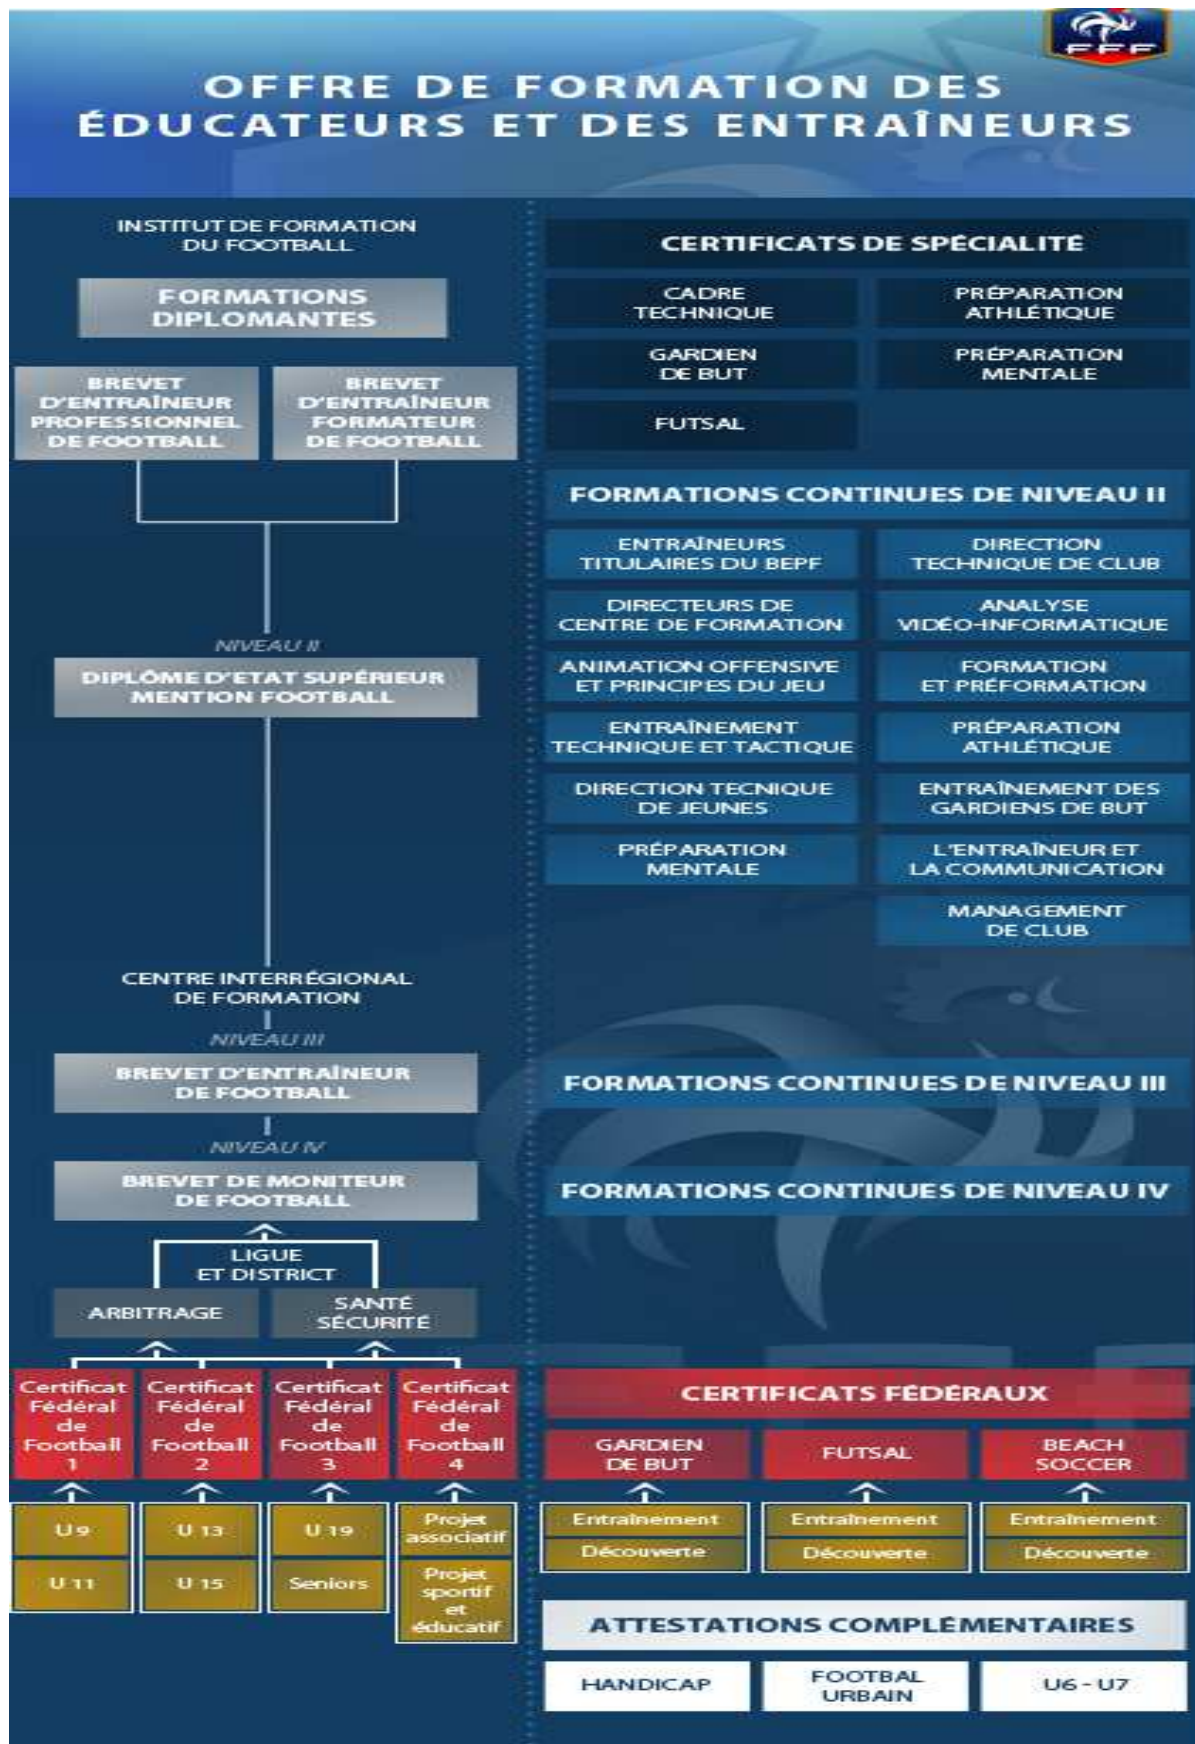 FFF
OFFRE DE FORMATION DES
ÉDUCATEURS ET DES ENTRAÎNEURS
INSTITUT DE FORMATION
DU FOOTBALL
FORMATIONS
DIPLOMANTES
BREVET
D'ENTRAÎNEUR
PROFESSIONNEL
DE FOOTBALL
BREVET
D'ENTRAÎNEUR
FORMATEUR
DE FOOTBALL
NIVEAU II
DIPLÔME D'ETAT SUPÉRIEUR
MENTION FOOTBALL
CENTRE INTERRÉGIONAL
DE FORMATION
NIVEAU III
BREVET D'ENTRAÎNEUR
DE FOOTBALL
NIVEAU IV
BREVET DE MONITEUR
DE FOOTBALL
LIGUE
ET DISTRICT
ARBITRAGE
SANTÉ
SÉCURITÉ
Certificat
Fédéral
de
Football
1
Certificat
Fédéral
de
Football
2
Certificat
Fédéral
de
Football
3
Certificat
Fédéral
de
Football
4
U 9
U 11
U 13
U 15
U 19
Seniors
Projet
associatif
Projet
sportif
et
éducatif
CERTIFICATS DE SPÉCIALITÉ
CADRE
TECHNIQUE
PRÉPARATION
ATHLÉTIQUE
GARDIEN
DE BUT
PRÉPARATION
MENTALE
FUTSAL
FORMATIONS CONTINUES DE NIVEAU II
ENTRAÎNEURS
TITULAIRES DU BEPF
DIRECTION
TECHNIQUE DE CLUB
DIRECTEURS DE
CENTRE DE FORMATION
ANALYSE
VIDÉO-INFORMATIQUE
ANIMATION OFFENSIVE
ET PRINCIPES DU JEU
FORMATION
ET PRÉFORMATION
ENTRAÎNEMENT
TECHNIQUE ET TACTIQUE
PRÉPARATION
ATHLÉTIQUE
DIRECTION TECNIQUE
DE JEUNES
ENTRAÎNEMENT DES
GARDIENS DE BUT
PRÉPARATION
MENTALE
L'ENTRAÎNEUR ET
LA COMMUNICATION
MANAGEMENT
DE CLUB
FORMATIONS CONTINUES DE NIVEAU III
FORMATIONS CONTINUES DE NIVEAU IV
CERTIFICATS FÉDÉRAUX
GARDIEN
DE BUT
FUTSAL
BEACH
SOCCER
Entraînement
Découverte
Entraînement
Découverte
Entraînement
Découverte
ATTESTATIONS COMPLÉMENTAIRES
HANDICAP
FOOTBAL
URBAIN
U6 - U7